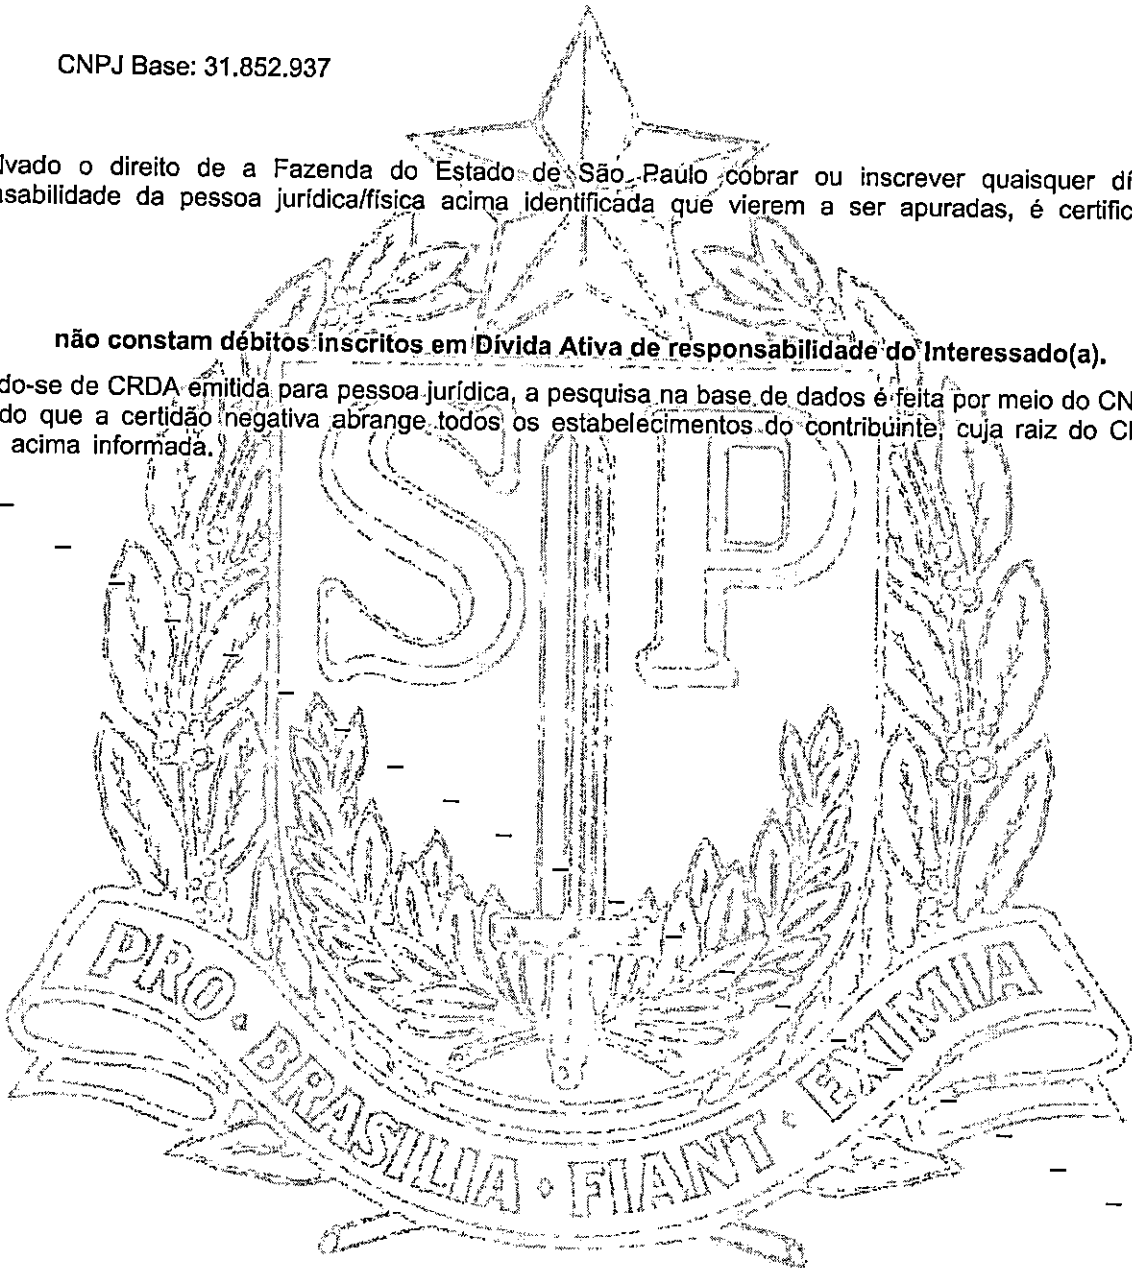 CNPJ Base: 31.852.937
lvado o direito de a Fazenda do Estado de São Paulo cobrar ou inscrever quaisquer dí
nsabilidade da pessoa jurídica/física acima identificada que vierem a ser apuradas, é certific
não constam débitos inscritos em Dívida Ativa de responsabilidade do Interessado(a).
do-se de CRDA emitida para pessoa jurídica, a pesquisa na base de dados é feita por meio do CN
do que a certidão negativa abrange todos os estabelecimentos do contribuinte, cuja raiz do C
acima informada.
SP
PRO · BRASILIA · FIANT · EXIMIA